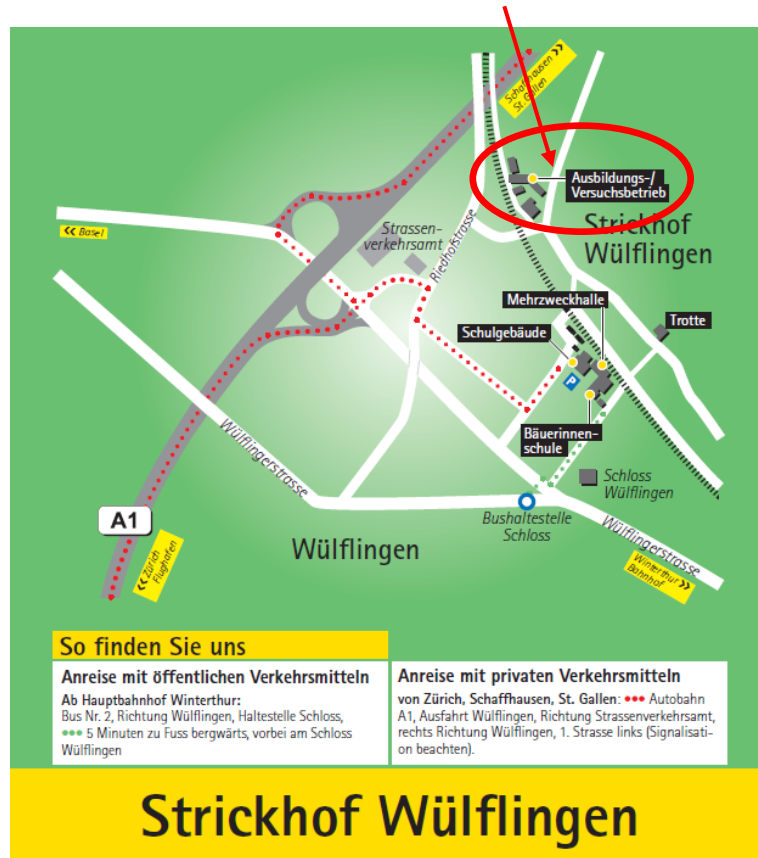 Schaffhausen >>
St. Gallen
Ausbildungs-/
Versuchsbetrieb
Strickhof
Wülflingen
<< Basel
Strassen-
verkehrsamt
Riedhofstrasse
Mehrzweckhalle
Trotte
Schulgebäude
P
Bäuerinnen-
schule
Wülflingerstrasse
Schloss
Wülflingen
A1
Bushaltestelle
Schloss
Wülflingen
Wülflingerstrasse
<< Zürich
Flughafen
Winterthur >>
Bahnhof
So finden Sie uns
Anreise mit öffentlichen Verkehrsmitteln
Ab Hauptbahnhof Winterthur:
Bus Nr. 2, Richtung Wülflingen, Haltestelle Schloss,
●●● 5 Minuten zu Fuss bergwärts, vorbei am Schloss
Wülflingen
Anreise mit privaten Verkehrsmitteln
von Zürich, Schaffhausen, St. Gallen: ●●● Autobahn
A1, Ausfahrt Wülflingen, Richtung Strassenverkehrsamt,
rechts Richtung Wülflingen, 1. Strasse links (Signalisati-
on beachten).
Strickhof Wülflingen